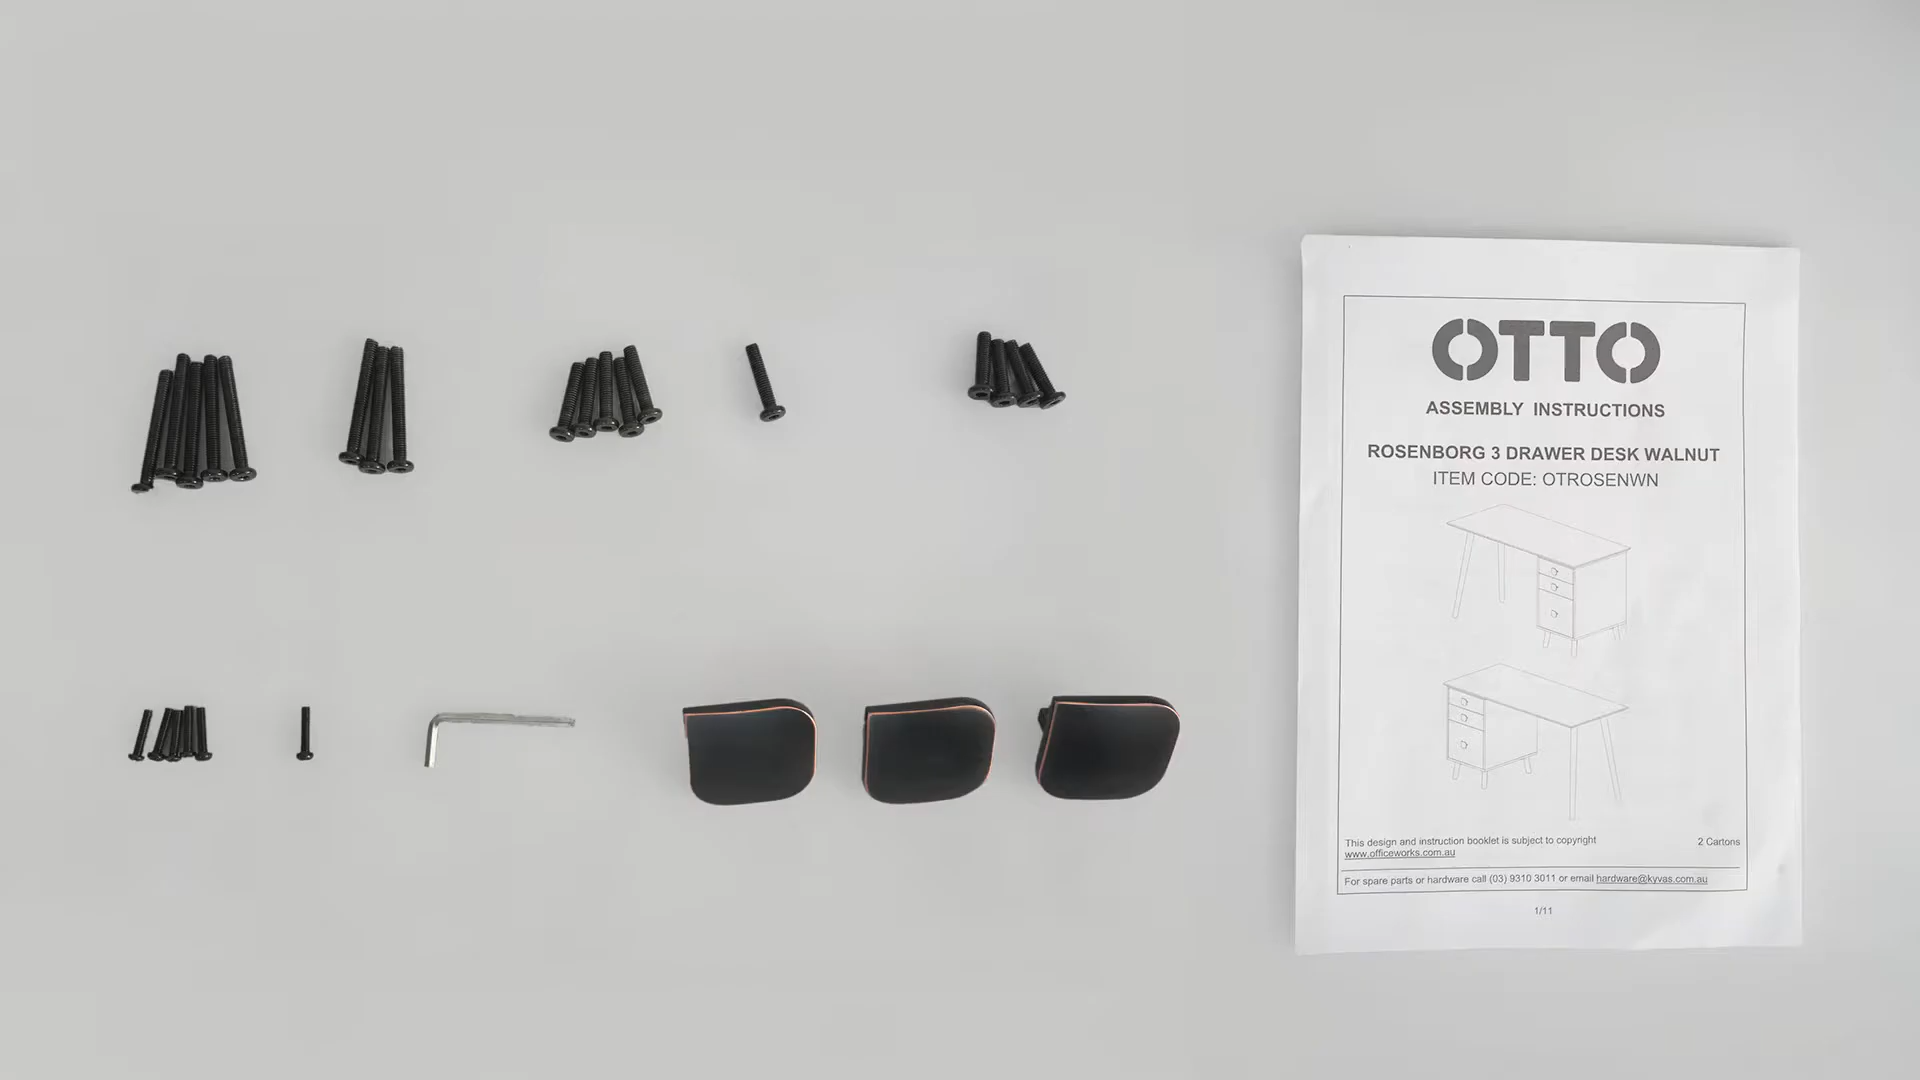 OTTO
ASSEMBLY INSTRUCTIONS
ROSENBORG 3 DRAWER DESK WALNUT
ITEM CODE: OTROSENWN
This design and instruction booklet is subject to copyright
2 Cartons
www.officeworks.com.au
For spare parts or hardware call (03) 9310 3011 or email hardware@kyvas.com.au
1/11